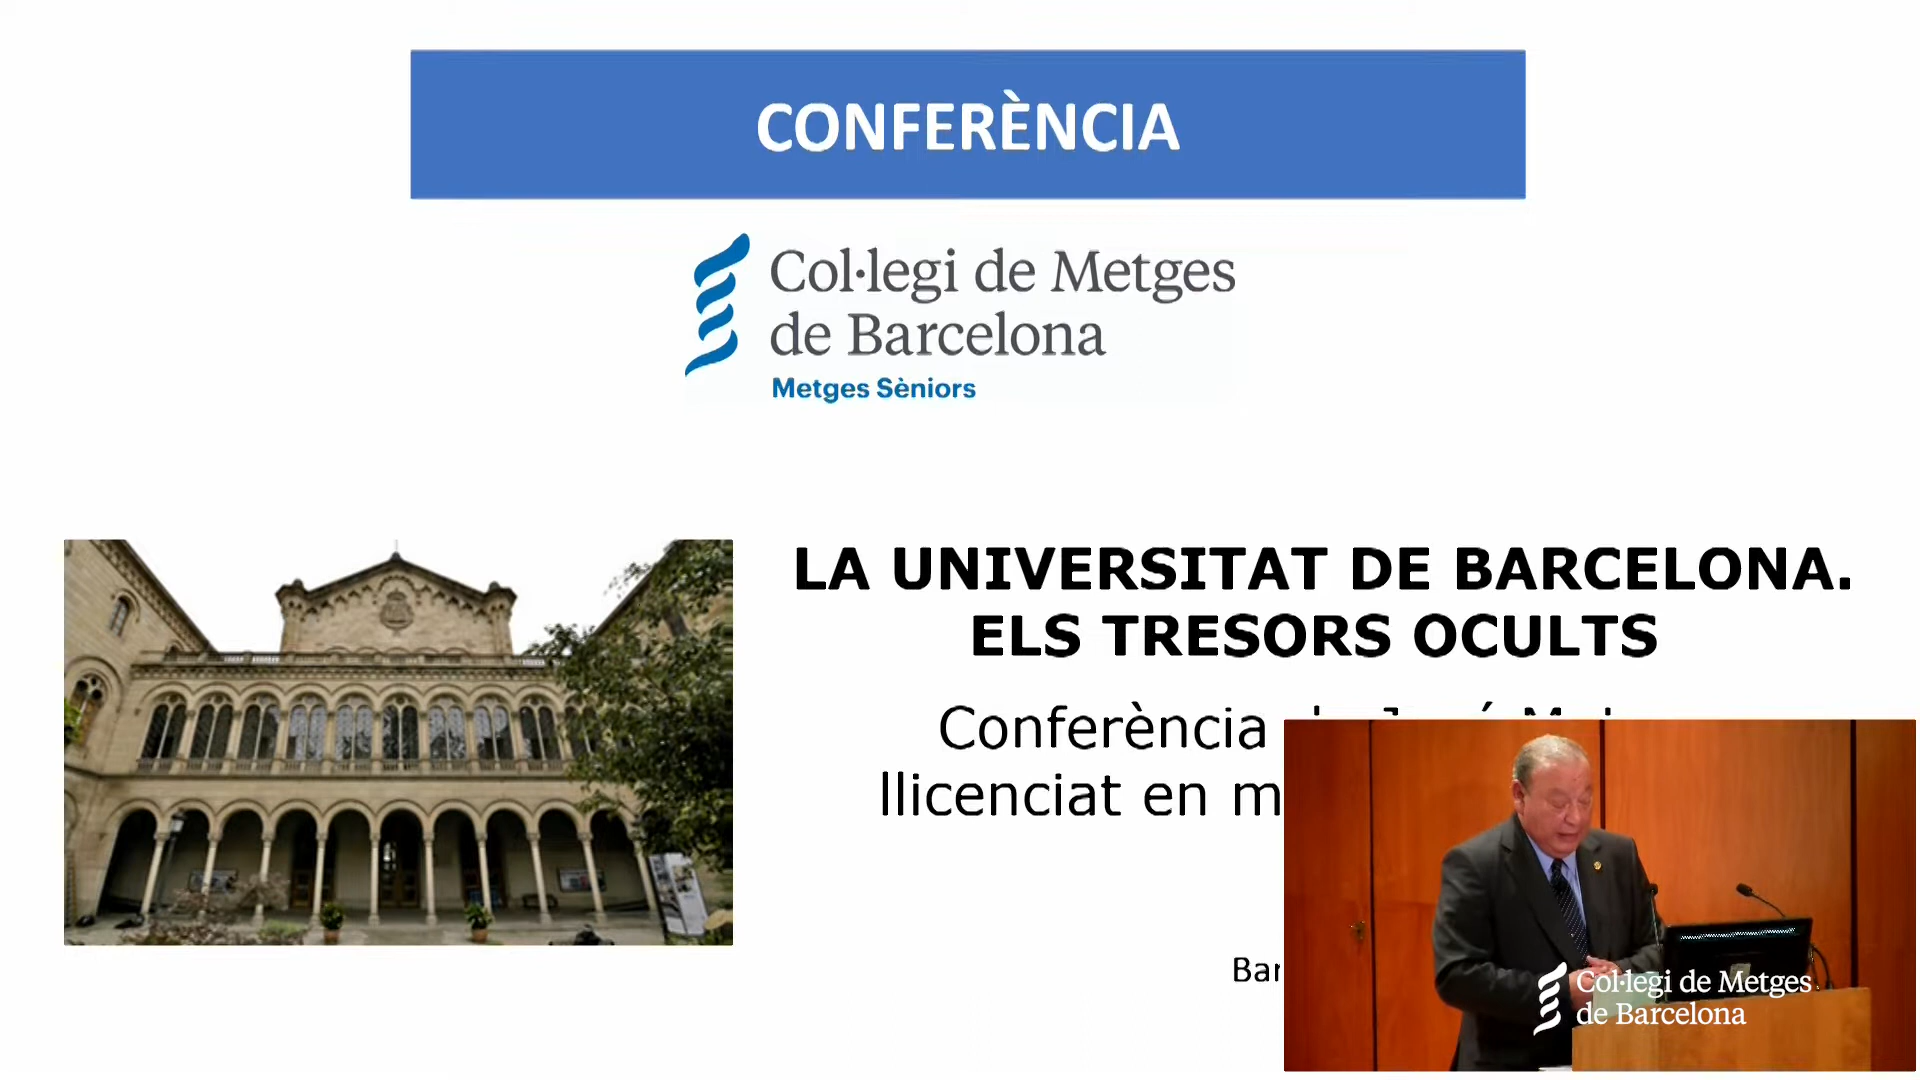 CONFERÈNCIA
Col·legi de Metges
de Barcelona
Metges Sèniors
LA UNIVERSITAT DE BARCELONA.
ELS TRESORS OCULTS
Conferència
llicenciat en m
Bar
Col·legi de Metges
de Barcelona